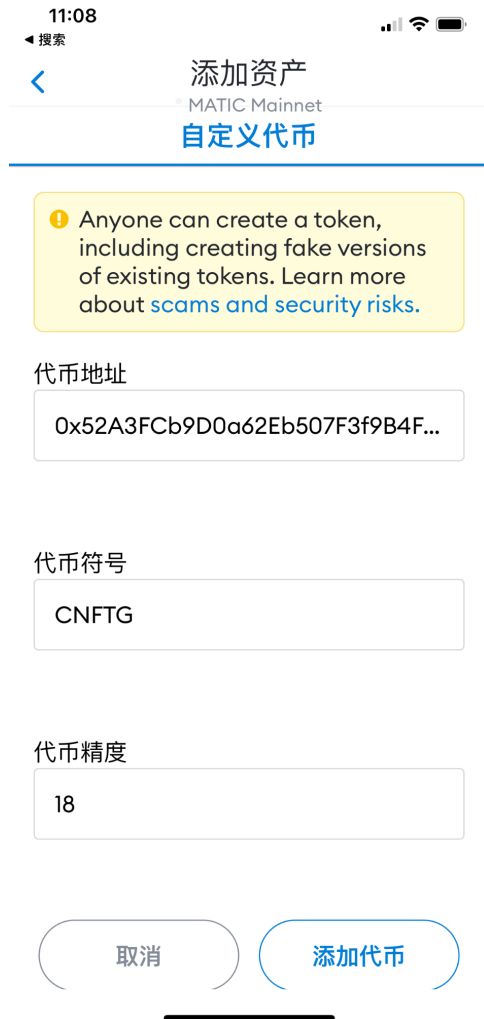 11:08
◀ 搜索
添加资产
MATIC Mainnet
自定义代币
Anyone can create a token,
including creating fake versions
of existing tokens. Learn more
about scams and security risks.
代币地址
0x52A3FCb9D0a62Eb507F3f9B4F...
代币符号
CNFTG
代币精度
18
取消
添加代币